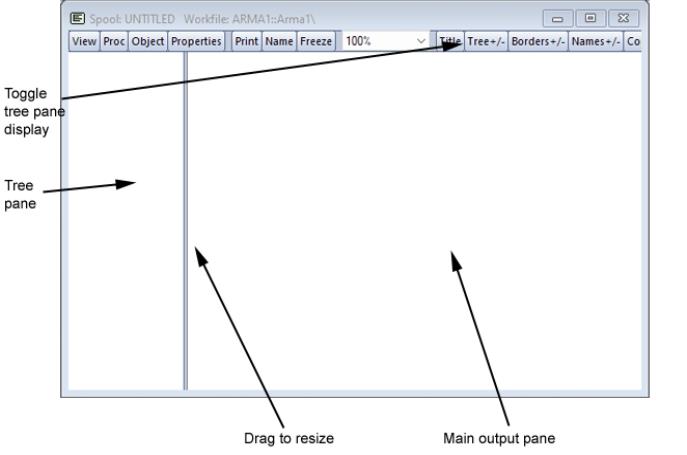 Spool: UNTITLED Workfile: ARMA1::Arma1\
View Proc Object Properties Print Name Freeze 100% Title Tree+/- Borders+/- Names+/- Co
Toggle
tree pane
display
Tree
pane
Drag to resize
Main output pane